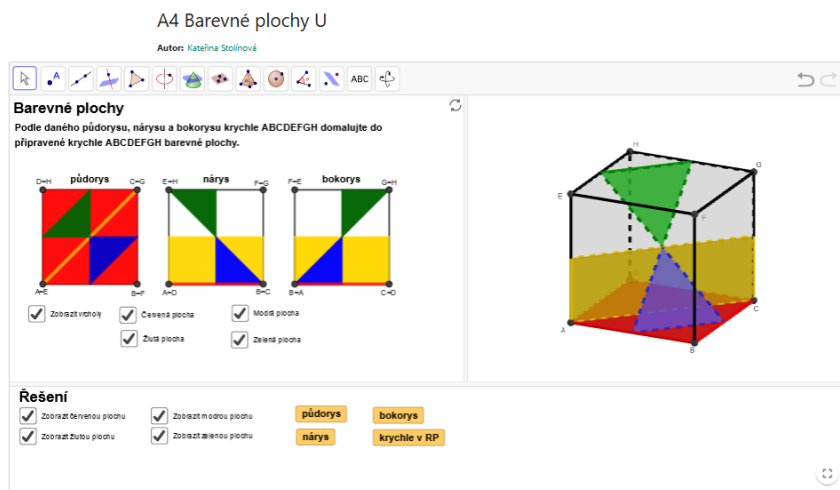 A4 Barevné plochy U
Autor: Kateřina Stolínová
A
ABC
Barevné plochy
Podle daného půdorysu, nárysu a bokorysu krychle ABCDEFGH domalujte do
připravené krychle ABCDEFGH barevné plochy.
D=H půdorys C=G
E=H nárys F=G
F=E bokorys G=H
A=E B=F
A=D B=C
B=A C=D
Zobrazit vrcholy
Červená plocha
Modrá plocha
Žlutá plocha
Zelená plocha
H
G
E
F
D
A
C
B
Řešení
Zobrazit červenou plochu
Zobrazit modrou plochu
půdorys
bokorys
Zobrazit žlutou plochu
Zobrazit zelenou plochu
nárys
krychle v RP